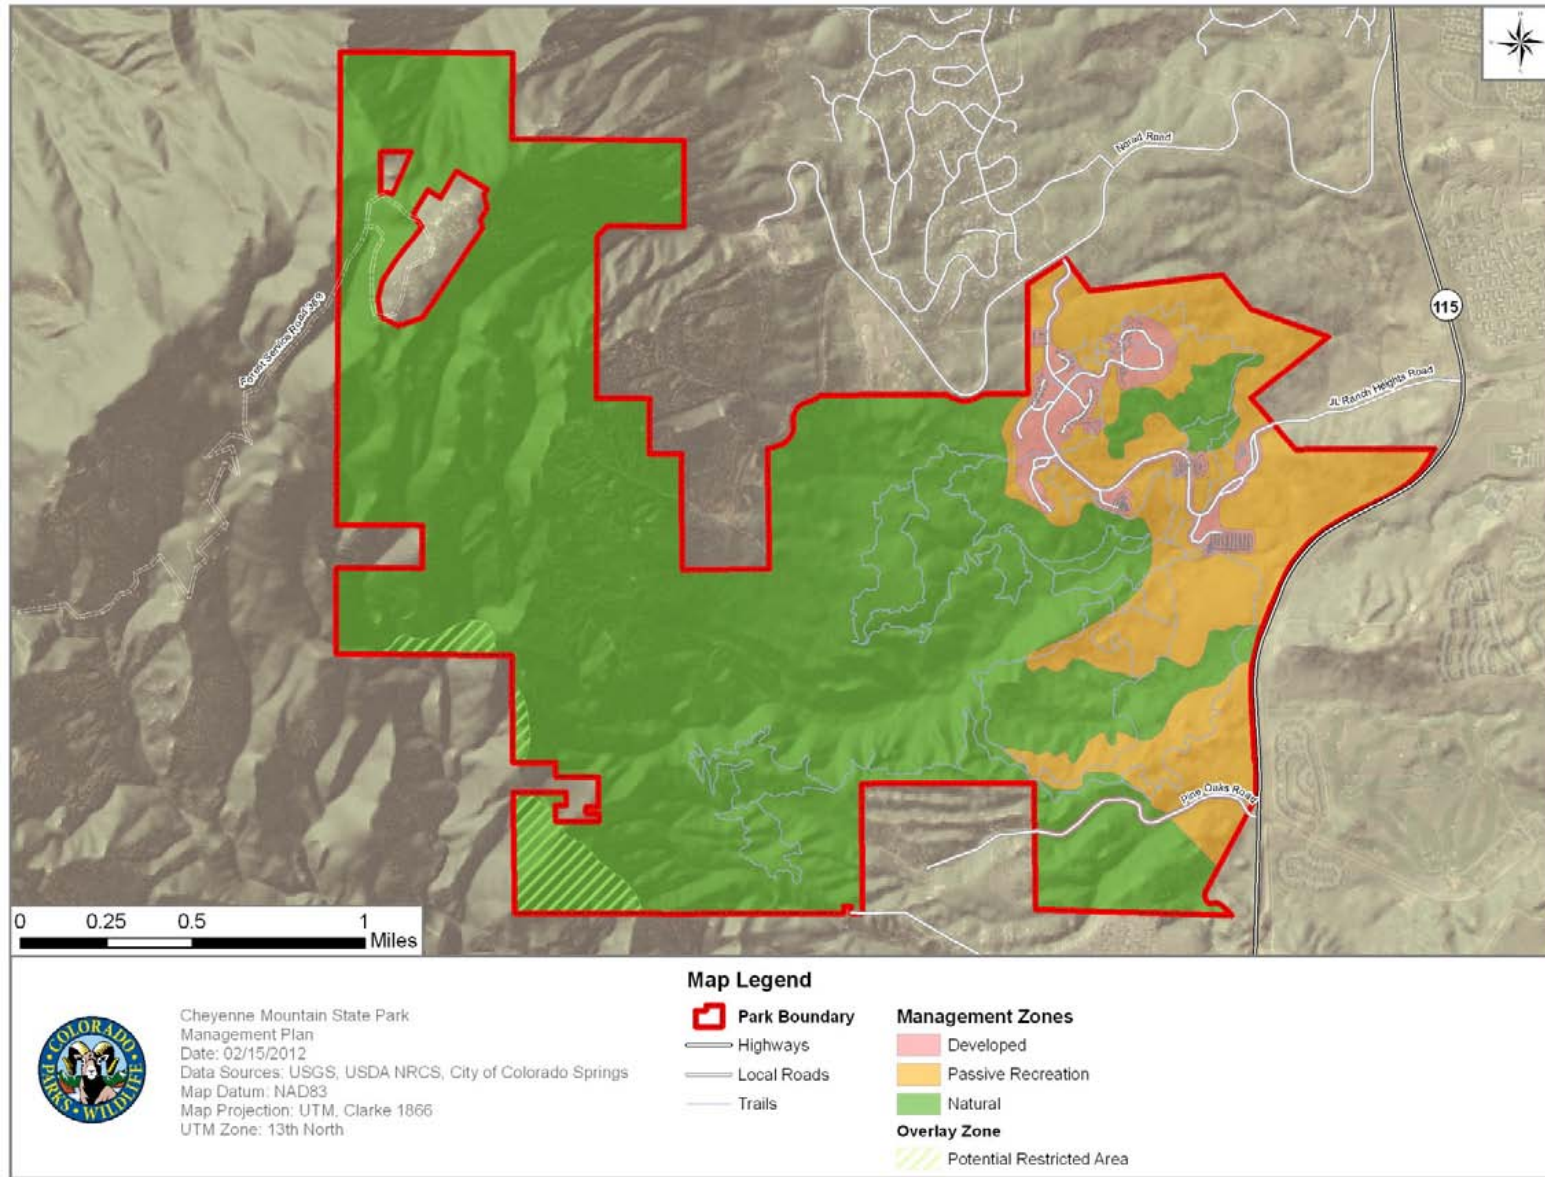 Norad Road
115
Forest Service Road 369
JL Ranch Heights Road
Pine Oaks Road
0 0.25 0.5 1
Miles
COLORADO
PARKS • WILDLIFE
Cheyenne Mountain State Park
Management Plan
Date: 02/15/2012
Data Sources: USGS, USDA NRCS, City of Colorado Springs
Map Datum: NAD83
Map Projection: UTM, Clarke 1866
UTM Zone: 13th North
Map Legend
Park Boundary
Highways
Local Roads
Trails
Management Zones
Developed
Passive Recreation
Natural
Overlay Zone
Potential Restricted Area